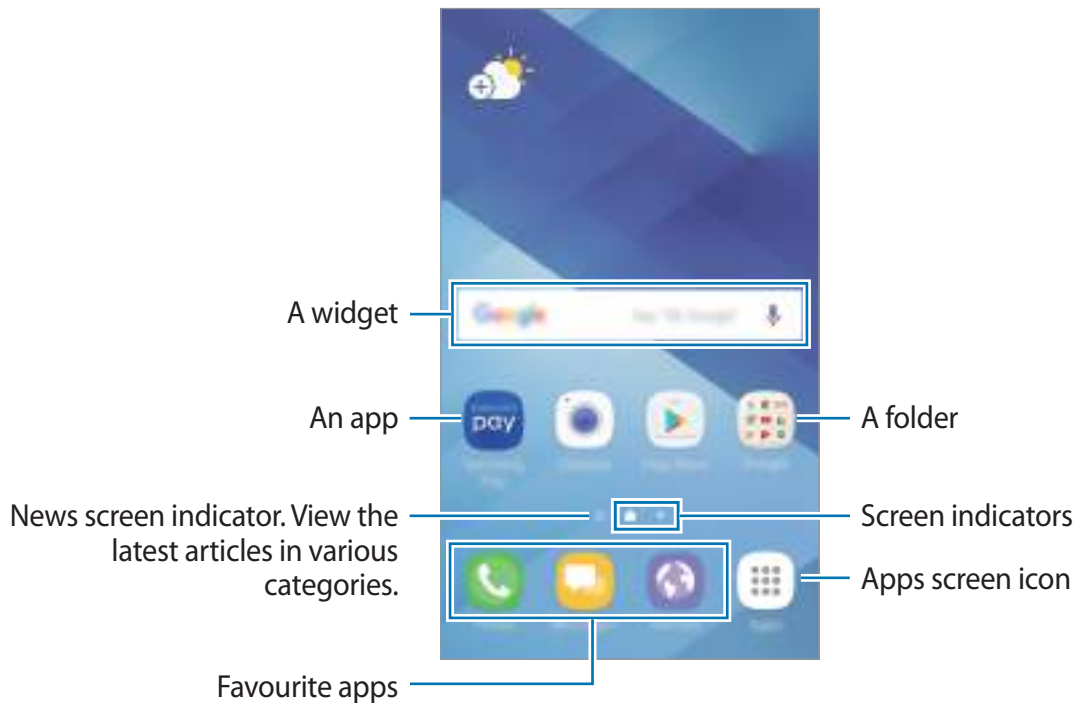 A widget
Google
An app
pay
A folder
News screen indicator. View the
latest articles in various
categories.
Screen indicators
Apps screen icon
Favourite apps